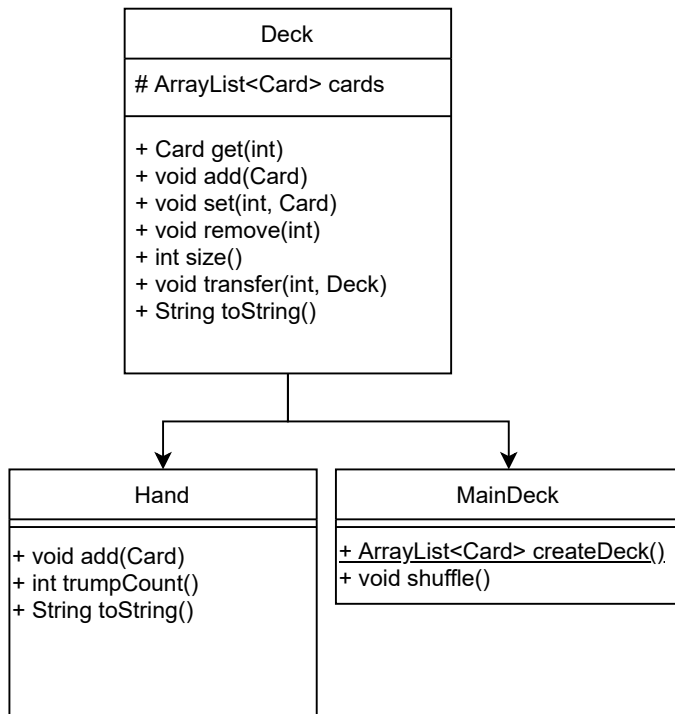 Deck
# ArrayList<Card> cards
+ Card get(int)
+ void add(Card)
+ void set(int, Card)
+ void remove(int)
+ int size()
+ void transfer(int, Deck)
+ String toString()
Hand
+ void add(Card)
+ int trumpCount()
+ String toString()
MainDeck
+ ArrayList<Card> createDeck()
+ void shuffle()